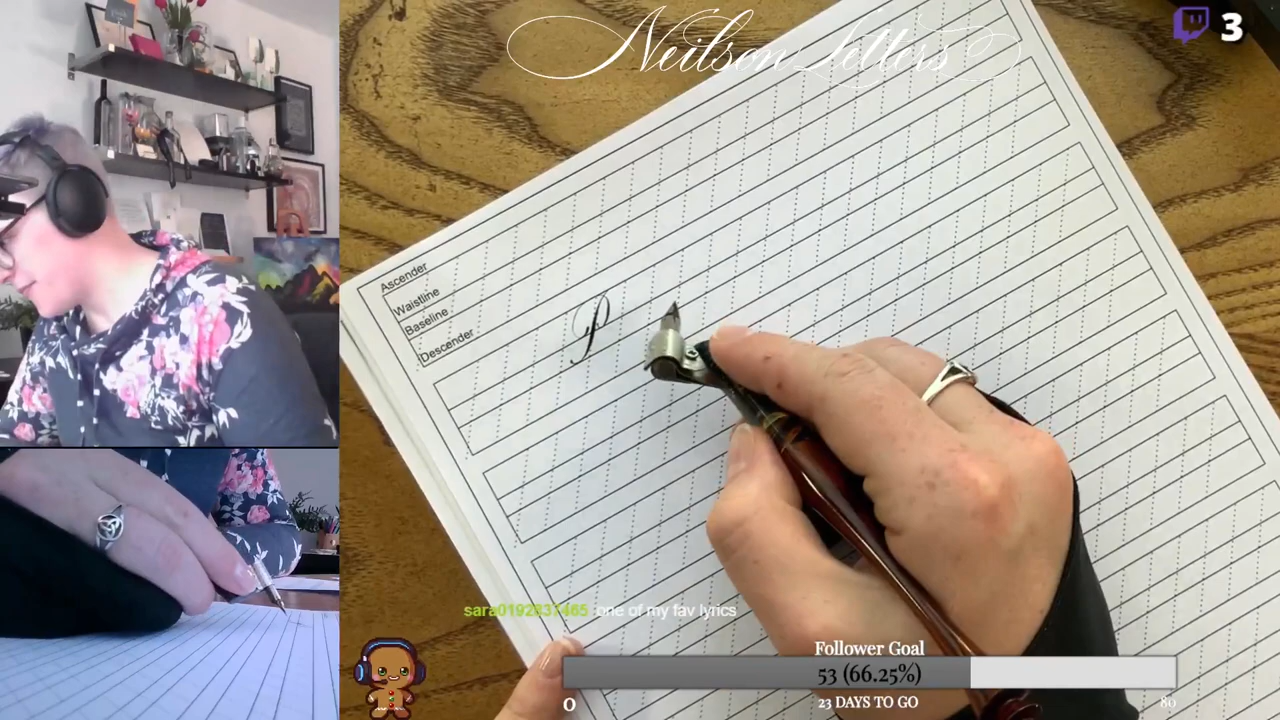 Neilson Letters
3
Ascender
Waistline
Baseline
Descender
P
sara0192837465 one of my fav lyrics
Follower Goal
53 (66.25%)
0
23 DAYS TO GO
80